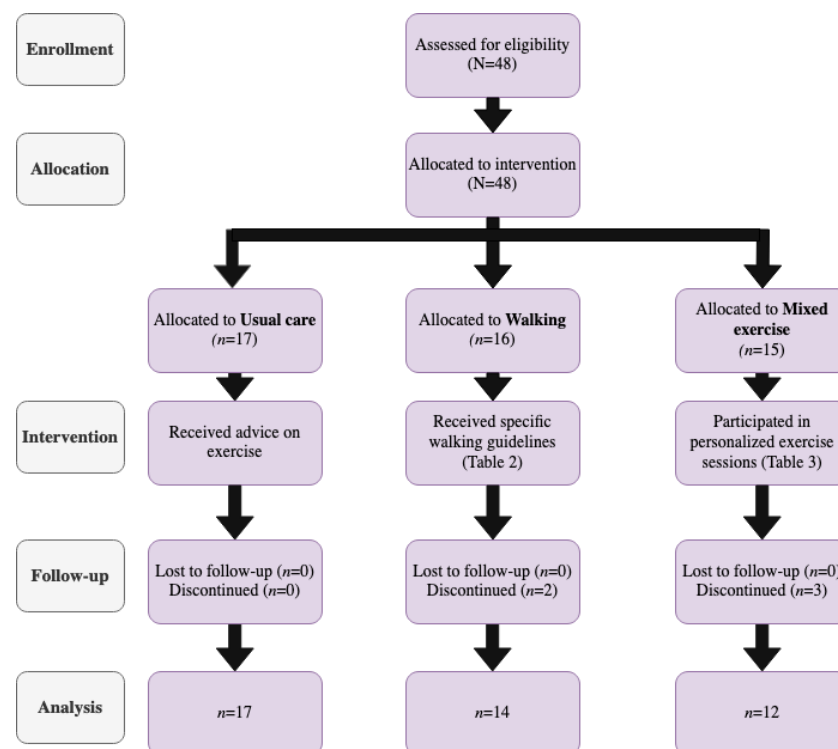 Enrollment
Assessed for eligibility
(N=48)
Allocation
Allocated to intervention
(N=48)
Allocated to Usual care
(n=17)
Allocated to Walking
(n=16)
Allocated to Mixed
exercise
(n=15)
Intervention
Received advice on
exercise
Received specific
walking guidelines
(Table 2)
Participated in
personalized exercise
sessions (Table 3)
Follow-up
Lost to follow-up (n=0)
Discontinued (n=0)
Lost to follow-up (n=0)
Discontinued (n=2)
Lost to follow-up (n=0)
Discontinued (n=3)
Analysis
n=17
n=14
n=12